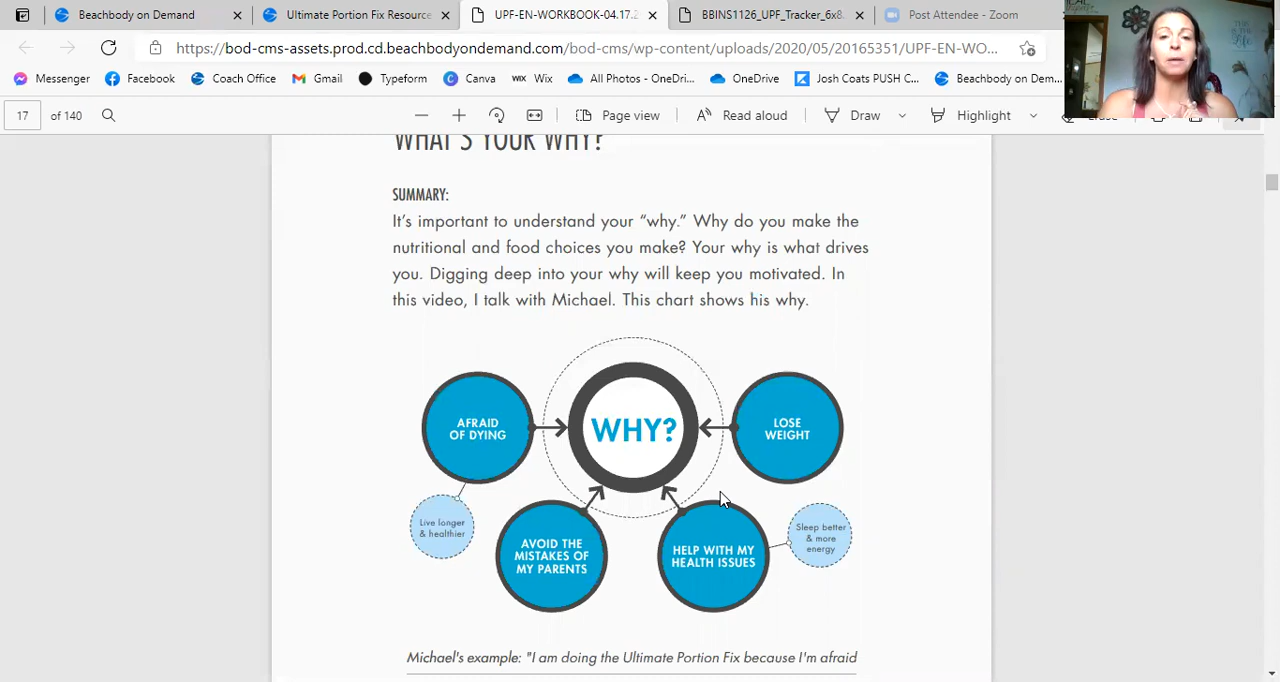 Beachbody on Demand
Ultimate Portion Fix Resource
UPF-EN-WORKBOOK-04.17.2
BBINS1126_UPF_Tracker_6x8.
Post Attendee - Zoom
https://bod-cms-assets.prod.cd.beachbodyondemand.com/bod-cms/wp-content/uploads/2020/05/20165351/UPF-EN-WO...
Messenger
Facebook
Coach Office
Gmail
Typeform
Canva
WiX Wix
All Photos - OneDri...
OneDrive
Josh Coats PUSH C...
Beachbody on Dem...
17 of 140
Page view
Read aloud
Draw
Highlight
WHAT'S YOUR WHY?
SUMMARY:
It's important to understand your “why.” Why do you make the
nutritional and food choices you make? Your why is what drives
you. Digging deep into your why will keep you motivated. In
this video, I talk with Michael. This chart shows his why.
AFRAID
OF DYING
WHY?
LOSE
WEIGHT
Live longer
& healthier
AVOID THE
MISTAKES OF
MY PARENTS
HELP WITH MY
HEALTH ISSUES
Sleep better
& more
energy
Michael's example: "I am doing the Ultimate Portion Fix because I'm afraid